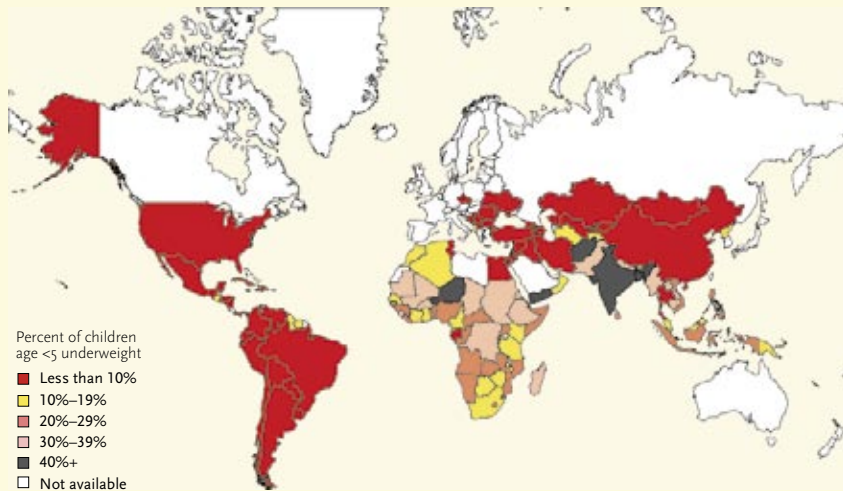 Percent of children
age <5 underweight
Less than 10%
10%–19%
20%–29%
30%–39%
40%+
Not available